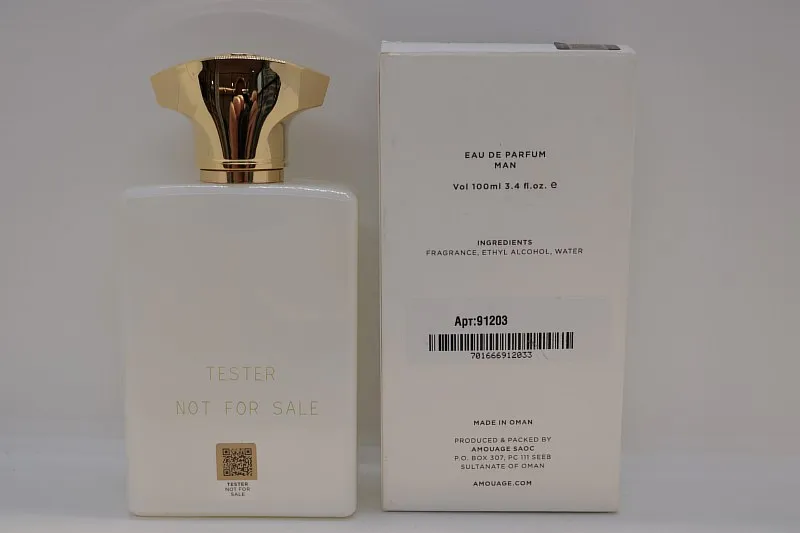 TESTER
NOT FOR SALE
TESTER
NOT FOR
SALE
EAU DE PARFUM
MAN
Vol 100ml 3.4 fl.oz. e
INGREDIENTS
FRAGRANCE, ETHYL ALCOHOL, WATER
Арт:91203
701666912033
MADE IN OMAN
PRODUCED & PACKED BY
AMOUAGE SAOC
P.O. BOX 307, PC 111 SEEB
SULTANATE OF OMAN
AMOUAGE.COM